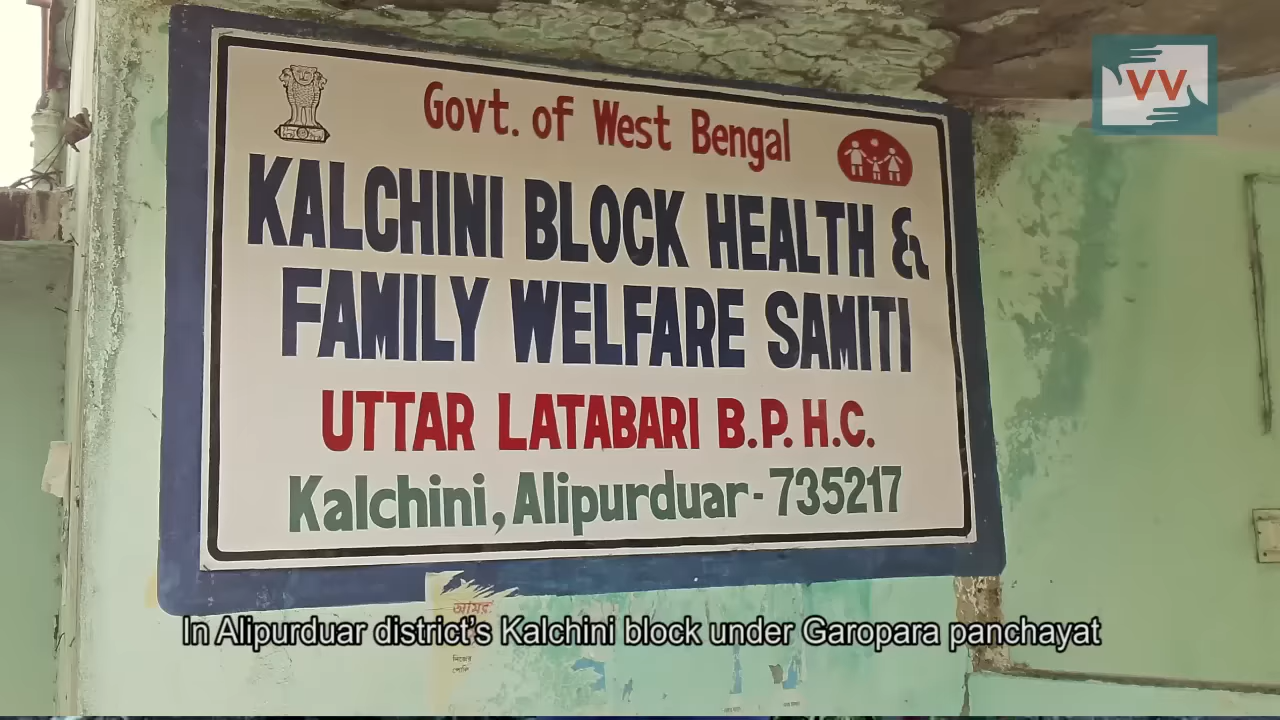 VV
Govt. of West Bengal
KALCHINI BLOCK HEALTH &
FAMILY WELFARE SAMITI
UTTAR LATABARI B.P.H.C.
Kalchini, Alipurduar - 735217
In Alipurduar district's Kalchini block under Garopara panchayat